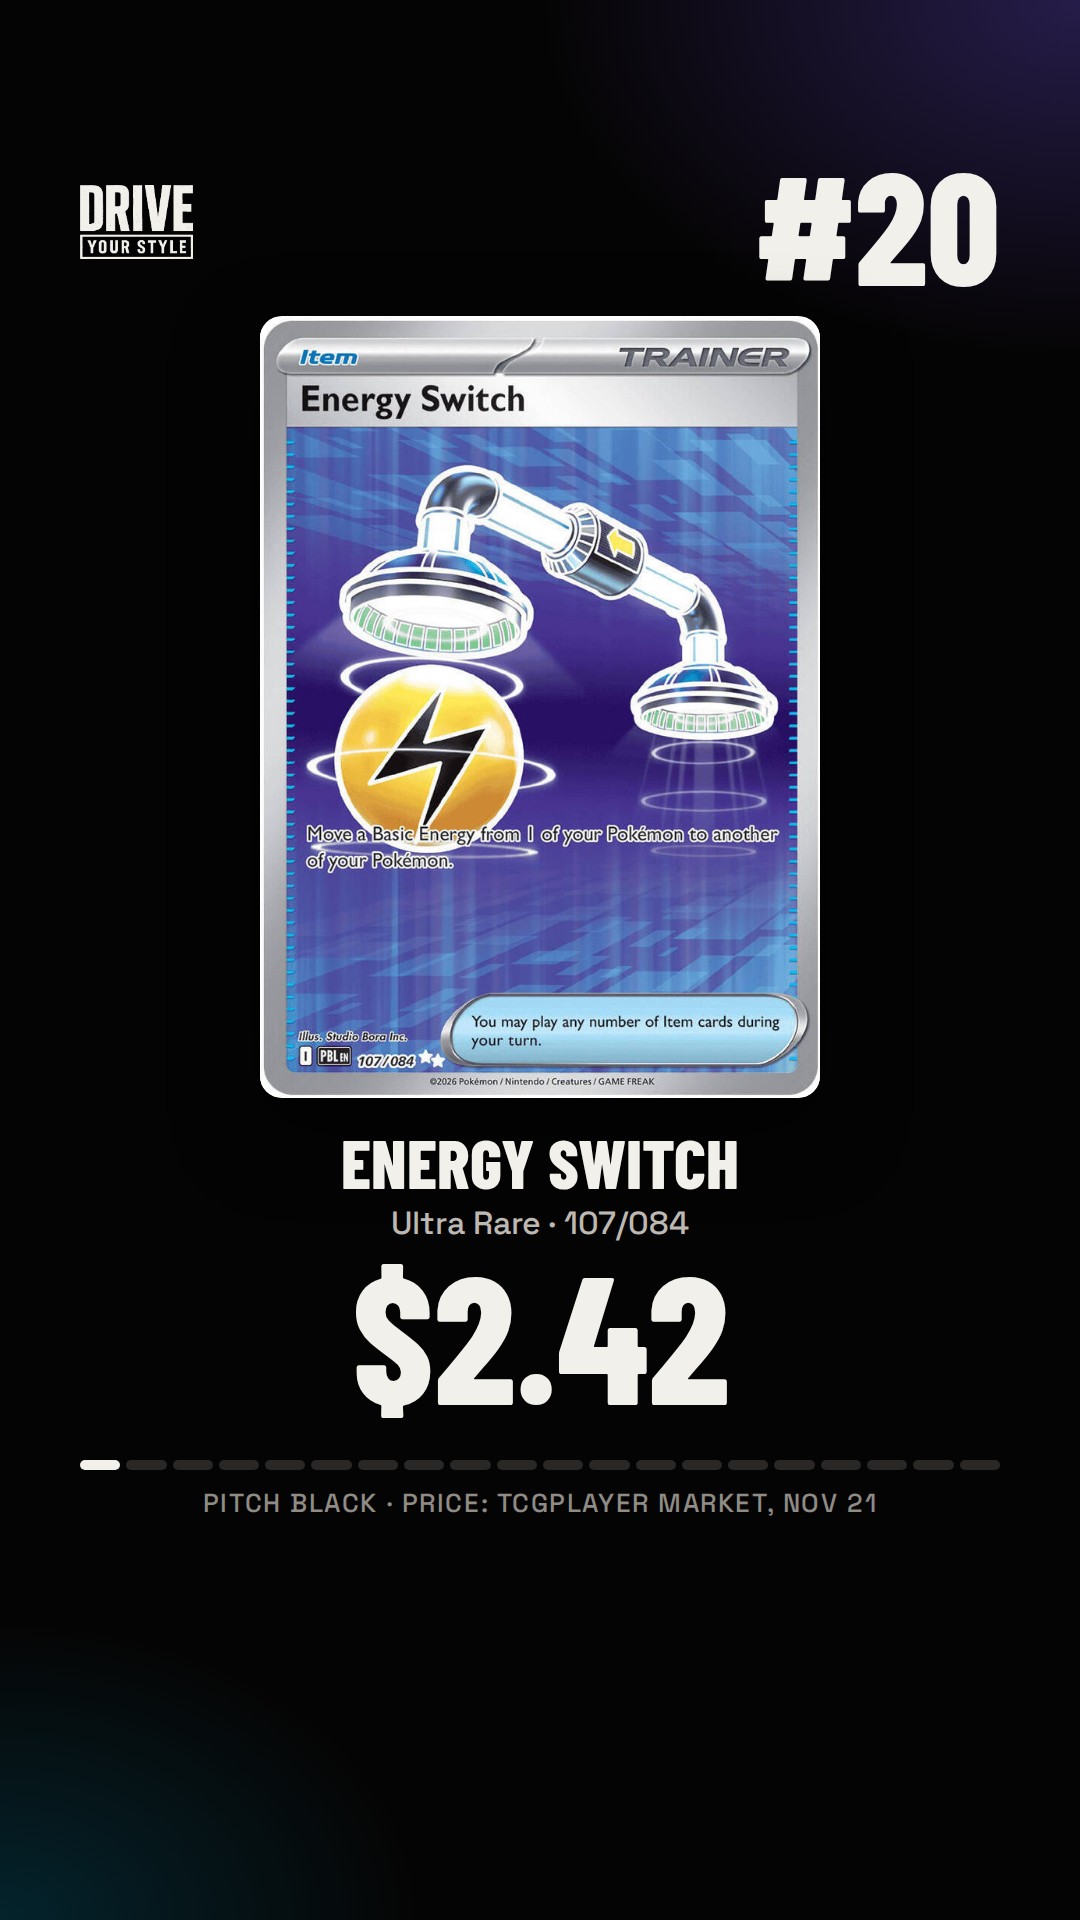 DRIVE
YOUR STYLE
#20
Item
TRAINER
Energy Switch
Move a Basic Energy from 1 of your Pokémon to another
of your Pokémon.
You may play any number of Item cards during
your turn.
Illus. Studio Bora Inc.
I PBL EN 107/084
©2026 Pokémon / Nintendo / Creatures / GAME FREAK
ENERGY SWITCH
Ultra Rare · 107/084
$2.42
PITCH BLACK · PRICE: TCGPLAYER MARKET, NOV 21